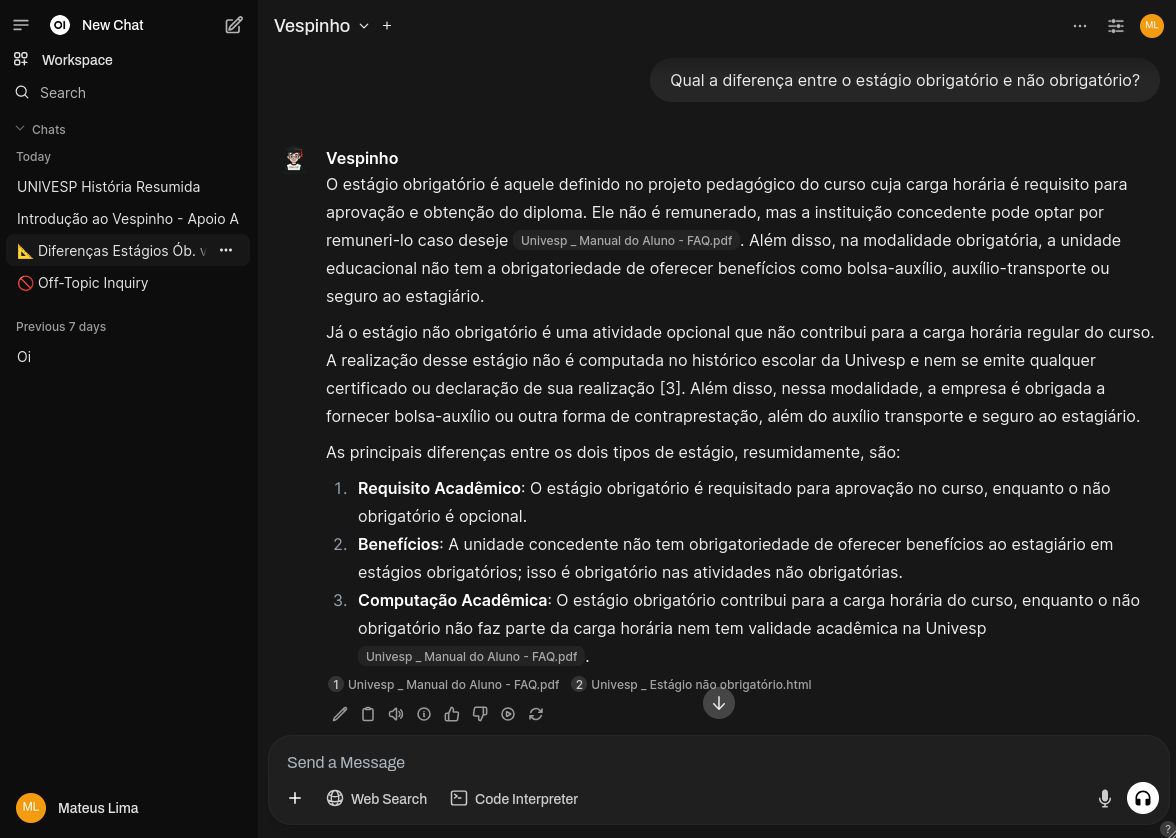 OI New Chat
Workspace
Search
Chats
Today
UNIVESP História Resumida
Introdução ao Vespinho - Apoio A
Diferenças Estágios Ób. v
Off-Topic Inquiry
Previous 7 days
Oi
ML Mateus Lima
Vespinho
ML
Qual a diferença entre o estágio obrigatório e não obrigatório?
Vespinho
O estágio obrigatório é aquele definido no projeto pedagógico do curso cuja carga horária é requisito para
aprovação e obtenção do diploma. Ele não é remunerado, mas a instituição concedente pode optar por
remuneri-lo caso deseje Univesp _ Manual do Aluno - FAQ.pdf . Além disso, na modalidade obrigatória, a unidade
educacional não tem a obrigatoriedade de oferecer benefícios como bolsa-auxílio, auxílio-transporte ou
seguro ao estagiário.
Já o estágio não obrigatório é uma atividade opcional que não contribui para a carga horária regular do curso.
A realização desse estágio não é computada no histórico escolar da Univesp e nem se emite qualquer
certificado ou declaração de sua realização [3]. Além disso, nessa modalidade, a empresa é obrigada a
fornecer bolsa-auxílio ou outra forma de contraprestação, além do auxílio transporte e seguro ao estagiário.
As principais diferenças entre os dois tipos de estágio, resumidamente, são:
1. Requisito Acadêmico: O estágio obrigatório é requisitado para aprovação no curso, enquanto o não
obrigatório é opcional.
2. Benefícios: A unidade concedente não tem obrigatoriedade de oferecer benefícios ao estagiário em
estágios obrigatórios; isso é obrigatório nas atividades não obrigatórias.
3. Computação Acadêmica: O estágio obrigatório contribui para a carga horária do curso, enquanto o não
obrigatório não faz parte da carga horária nem tem validade acadêmica na Univesp
Univesp _ Manual do Aluno - FAQ.pdf .
1 Univesp _ Manual do Aluno - FAQ.pdf 2 Univesp _ Estágio não obrigatório.html
Send a Message
Web Search Code Interpreter
?